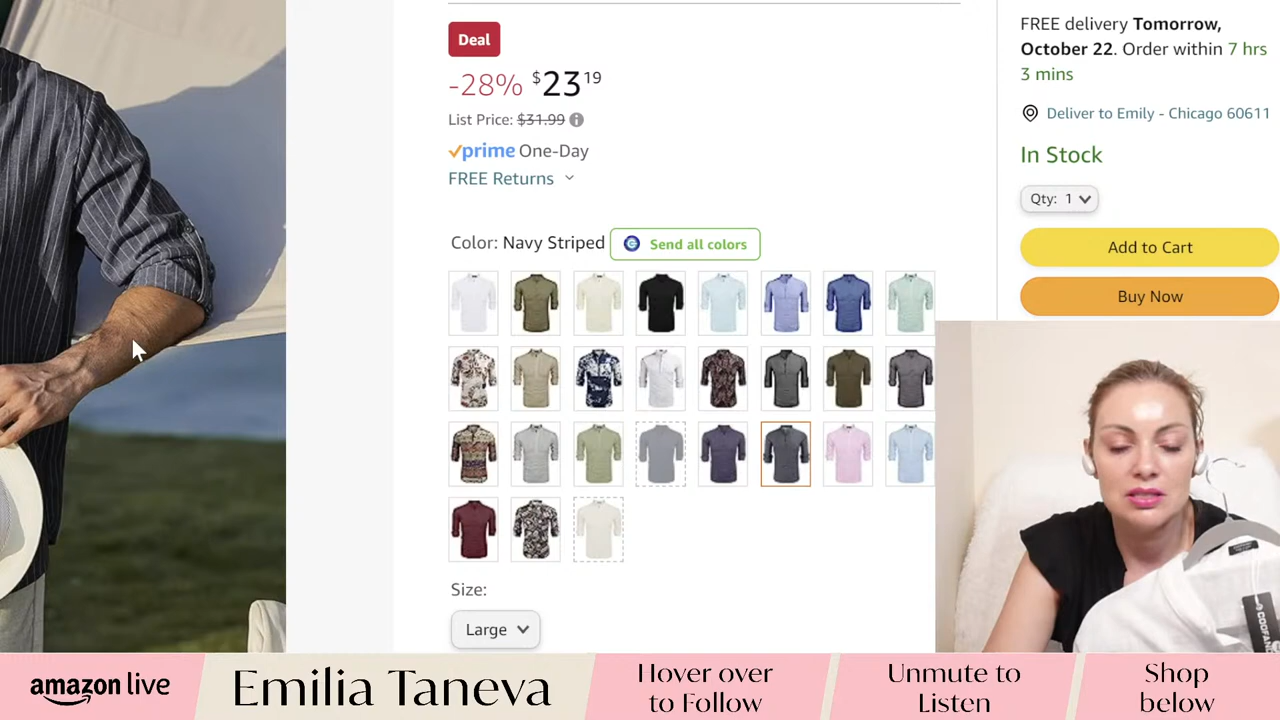 Deal
-28% $23 19
List Price: $31.99
prime One-Day
FREE Returns
Color: Navy Striped
Send all colors
Size:
Large
FREE delivery Tomorrow,
October 22. Order within 7 hrs
3 mins
Deliver to Emily - Chicago 60611
In Stock
Qty: 1
Add to Cart
Buy Now
COOFANDY
amazon live
Emilia Taneva
Hover over
to Follow
Unmute to
Listen
Shop
below